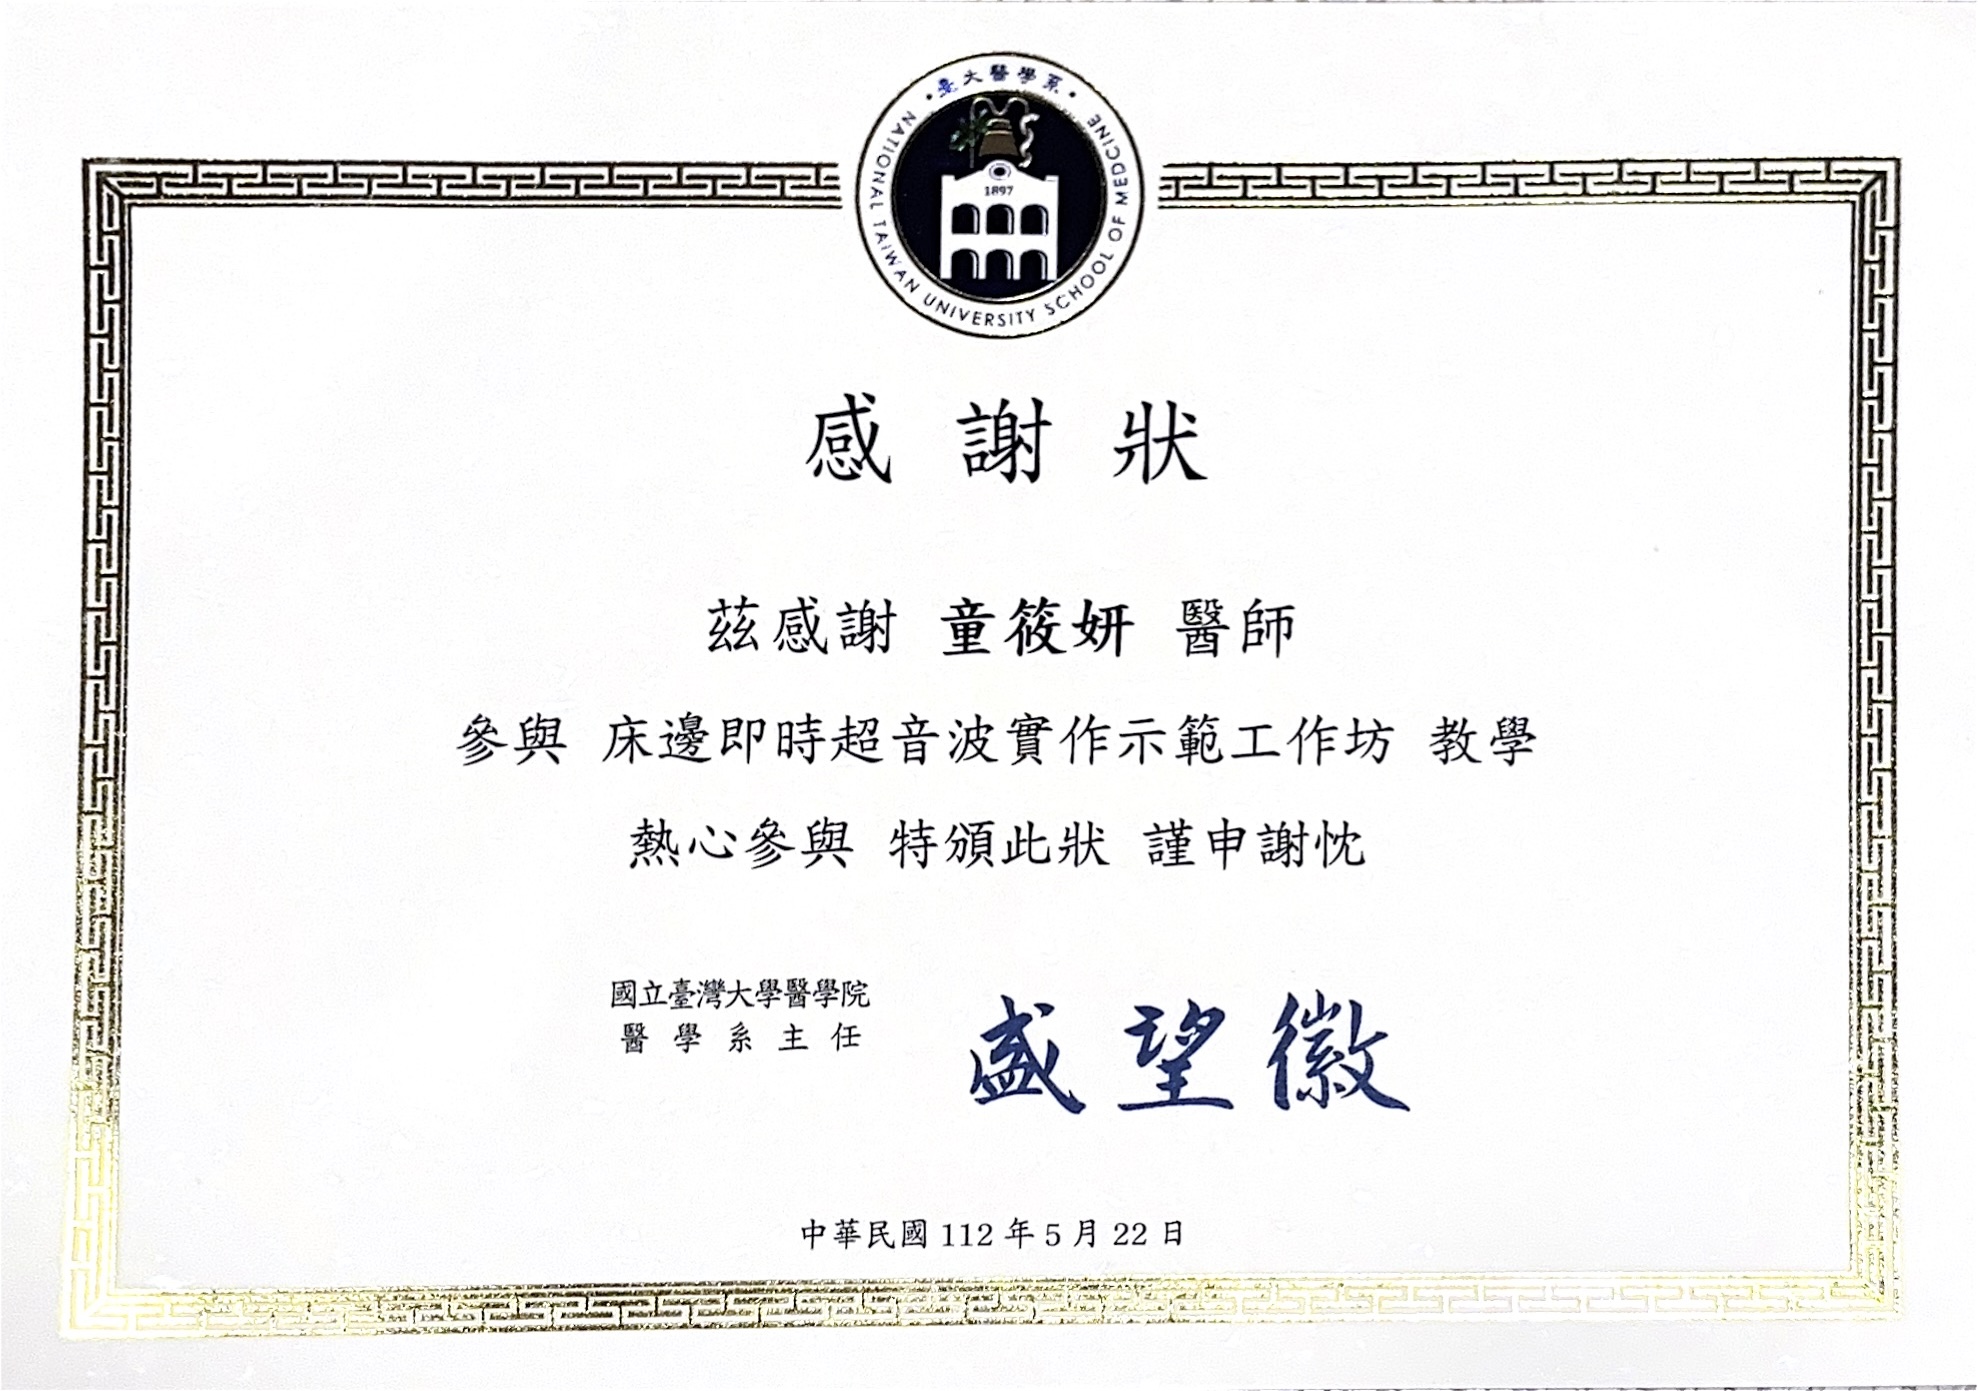 臺大醫學系
NATIONAL TAIWAN UNIVERSITY SCHOOL OF MEDCINE
1897
感謝狀
茲感謝 童筱妍 醫師
參與 床邊即時超音波實作示範工作坊 教學
熱心參與 特頒此狀 謹申謝忱
國立臺灣大學醫學院
醫學系主任
盛望徽
中華民國 112 年 5 月 22 日